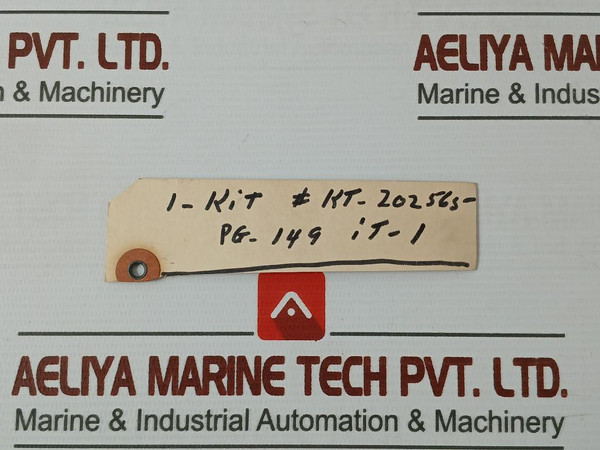 PVT. LTD.
& Machinery
AELIYA MA
Marine & Indus
1- KiT # KT-20256
PG- 149 iT-1
AELIYA MARINE TECH PVT. LTD.
Marine & Industrial Automation & Machinery